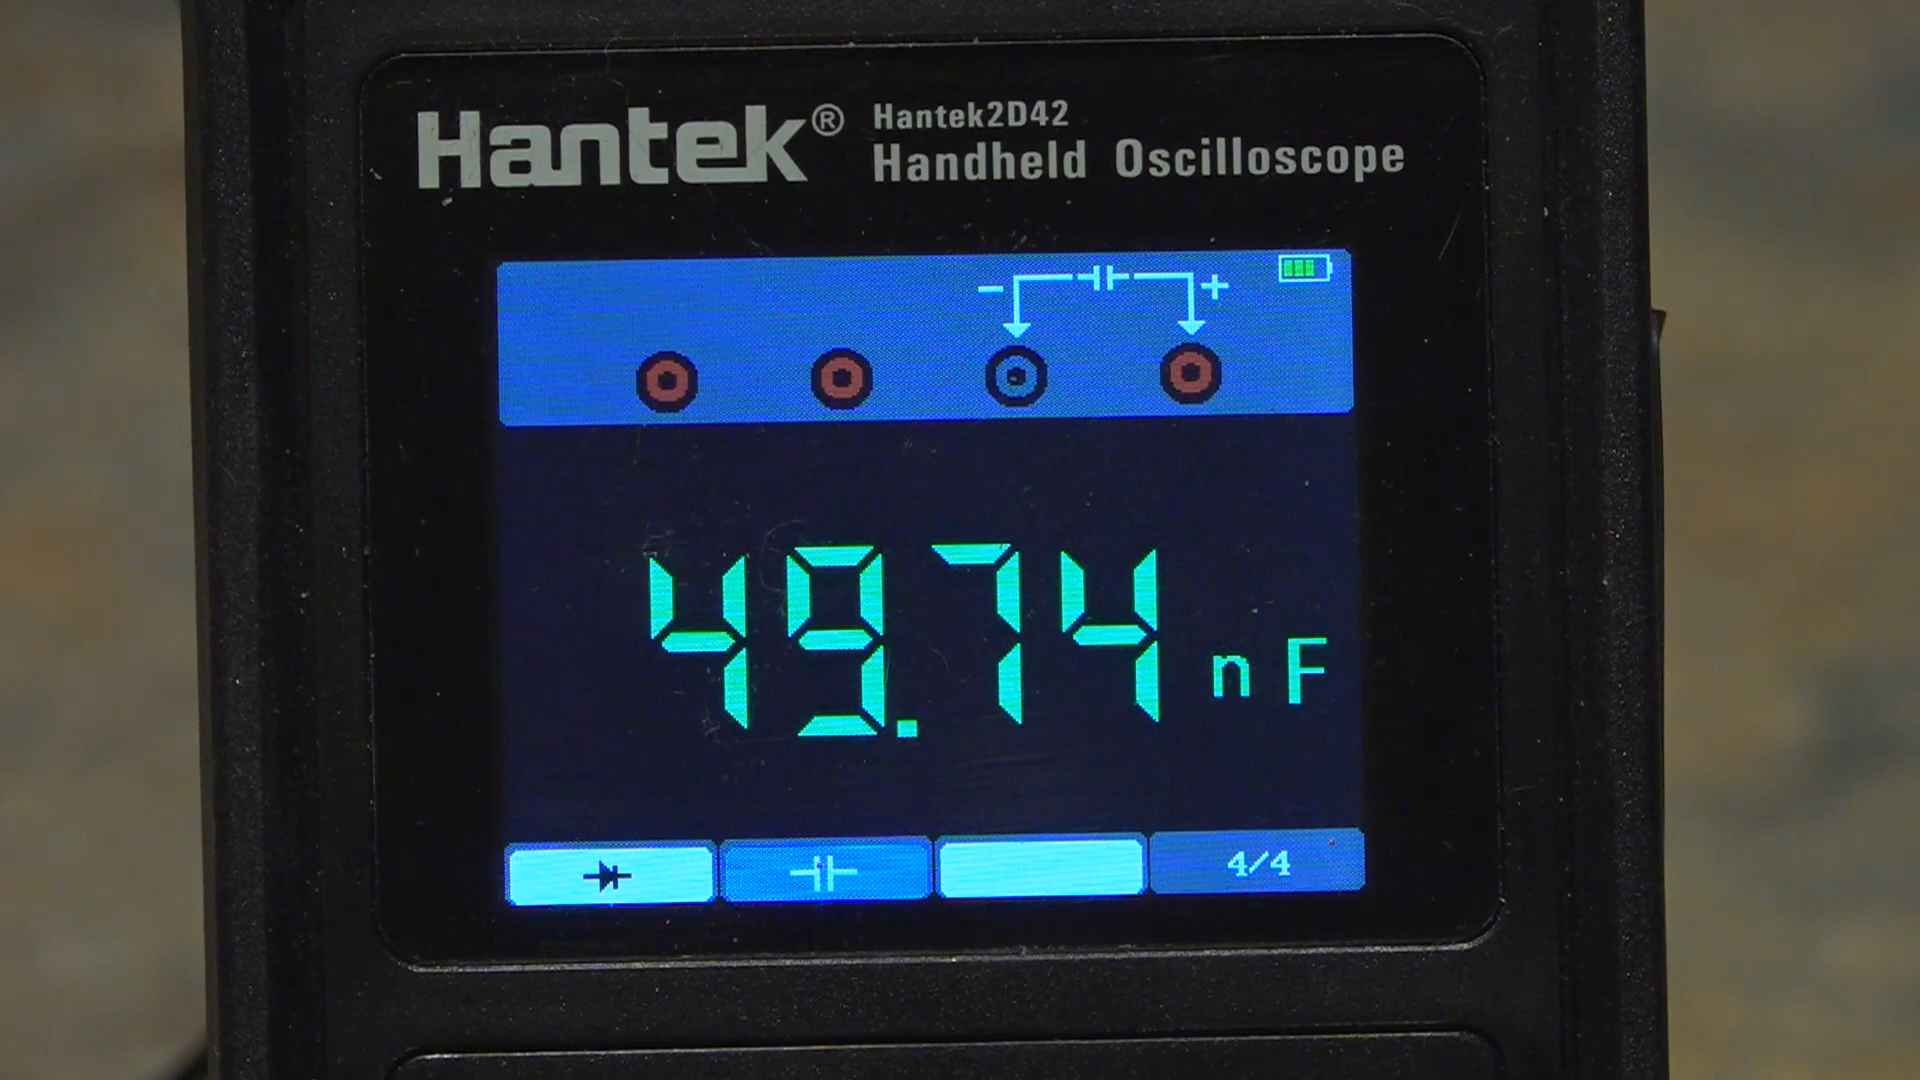 Hantek®
Hantek2D42
Handheld Oscilloscope
- +
49.74 nF
4/4